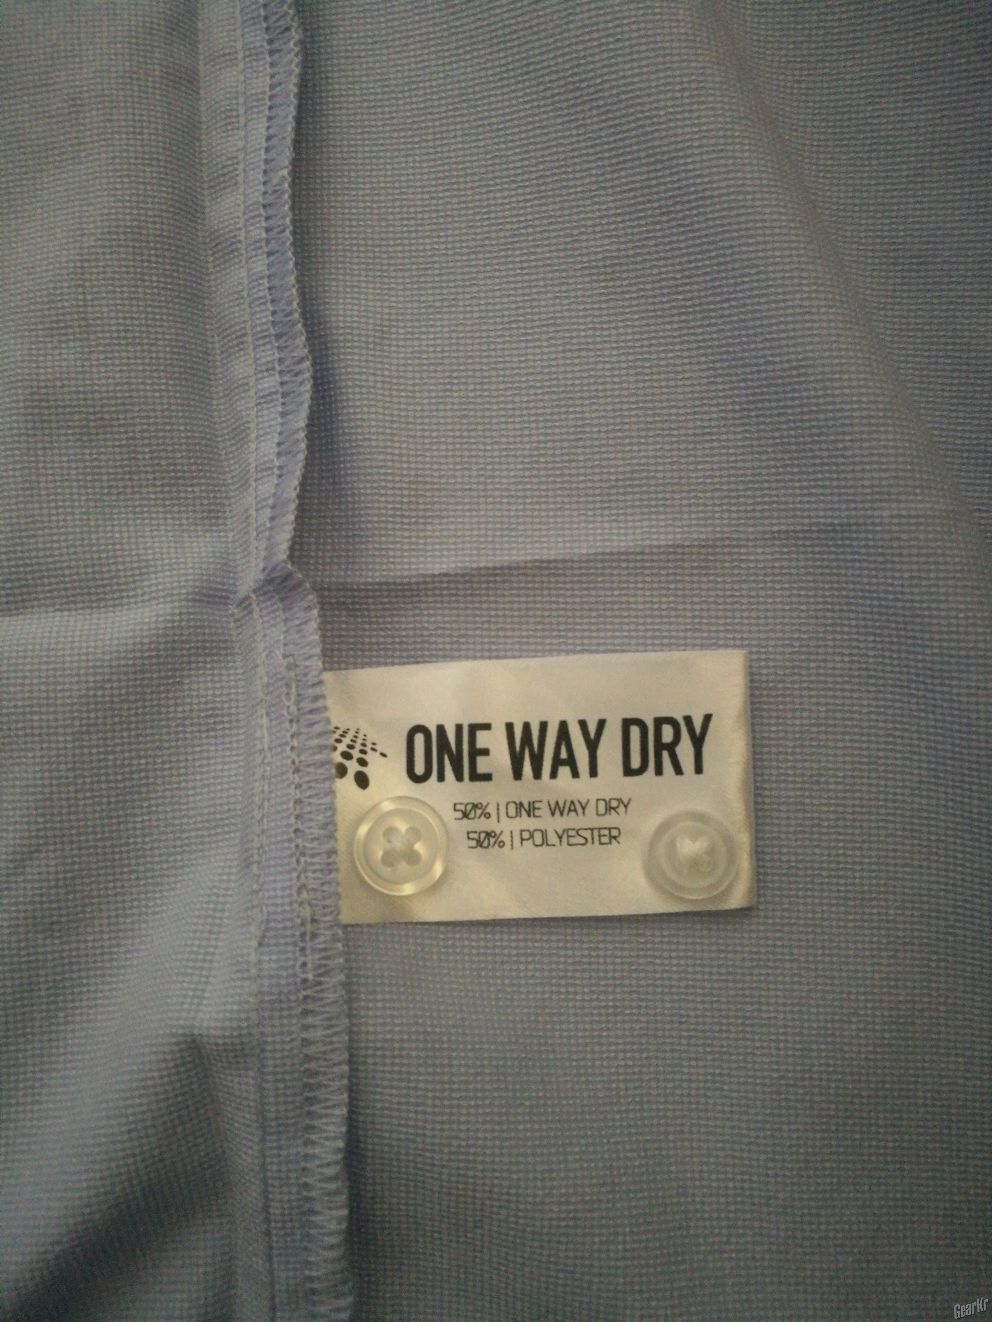 ONE WAY DRY
50% | ONE WAY DRY
50% | POLYESTER
GearKr